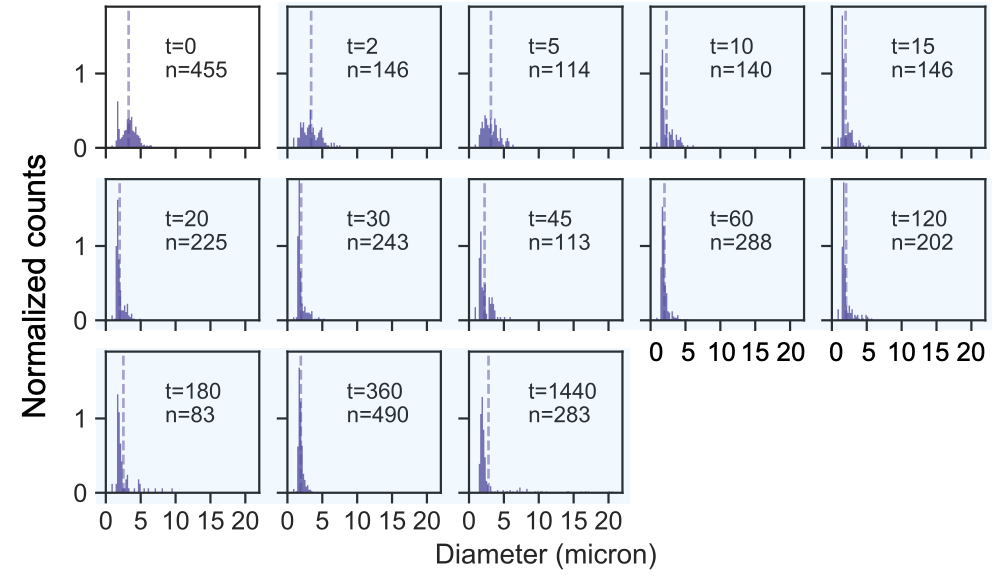 t=0
n=455
t=2
n=146
t=5
n=114
t=10
n=140
t=15
n=146
1
0
t=20
n=225
t=30
n=243
t=45
n=113
t=60
n=288
t=120
n=202
1
0
0 5 10 15 20
0 5 10 15 20
t=180
n=83
t=360
n=490
t=1440
n=283
1
0
0 5 10 15 20
0 5 10 15 20
0 5 10 15 20
Normalized counts
Diameter (micron)